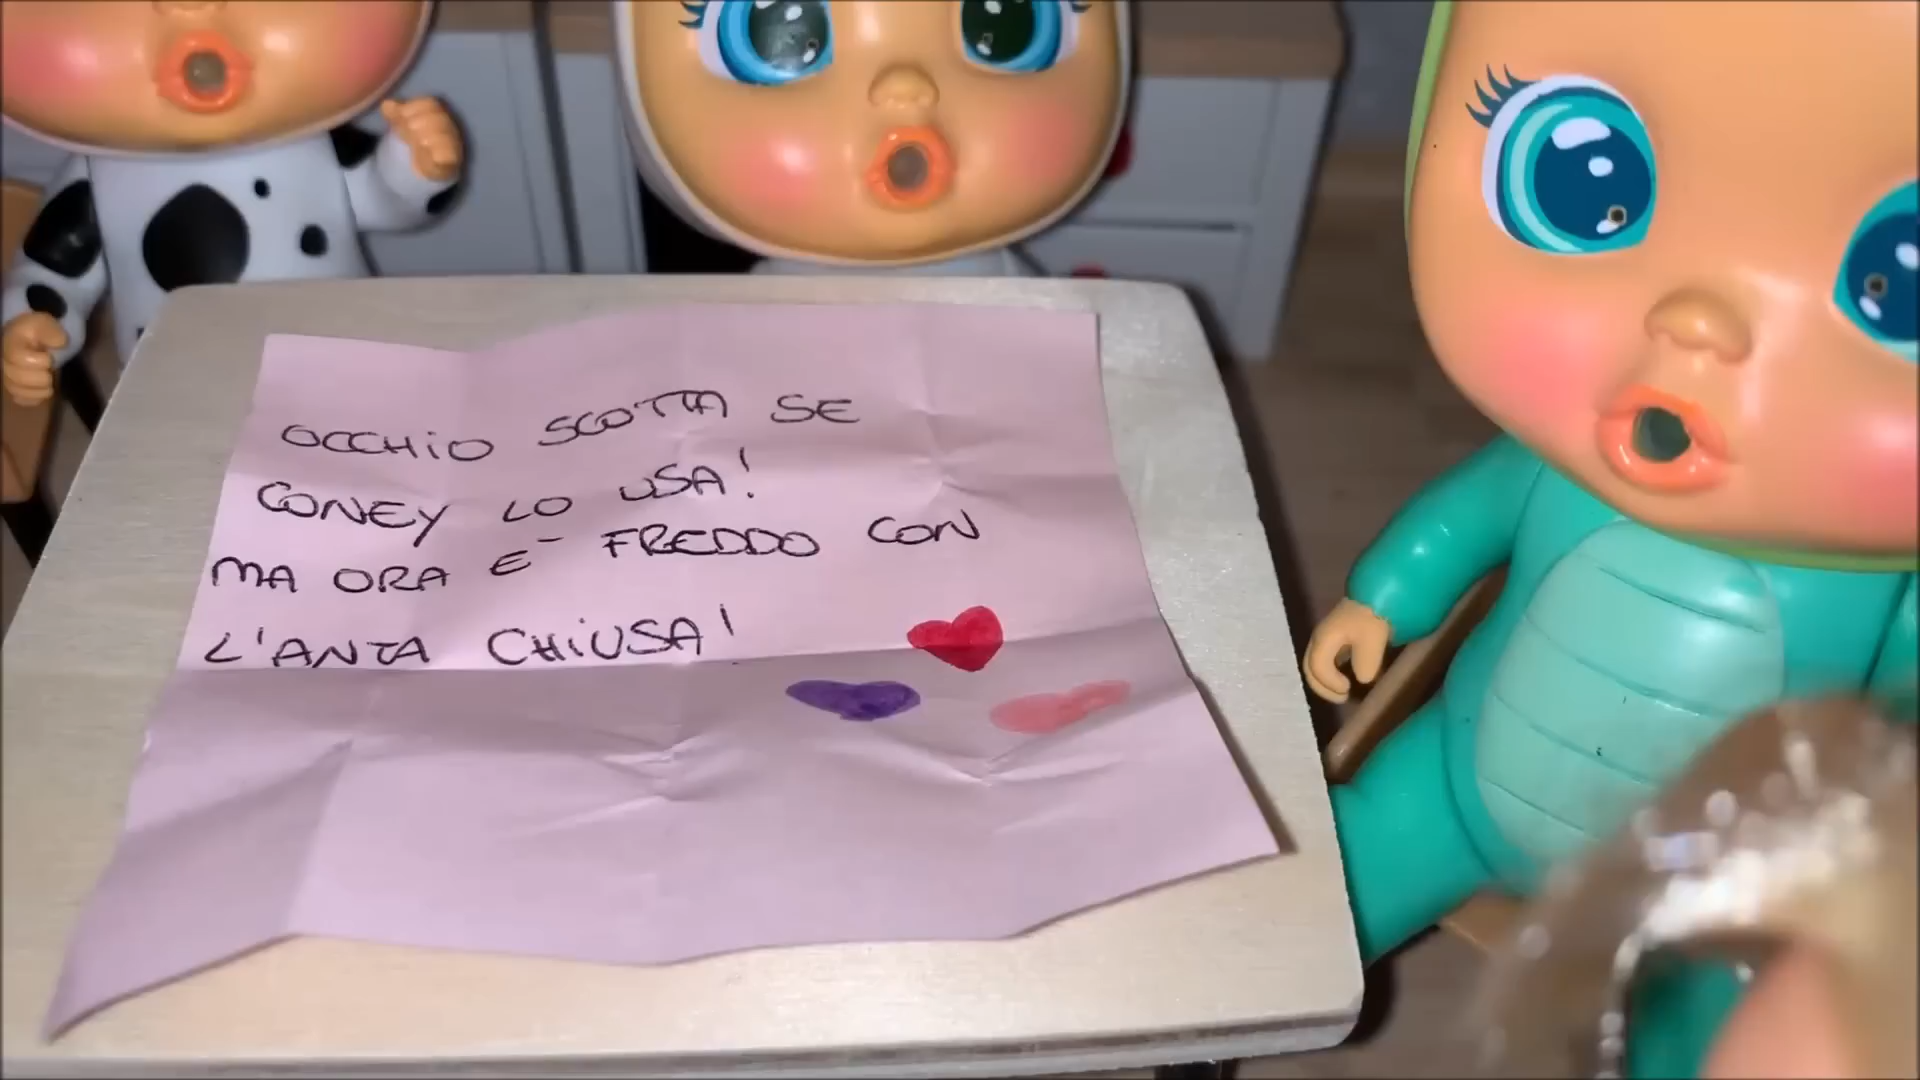 OCCHIO SCOTTA SE
CONEY LO USA!
MA ORA E' FREDDO CON
L'ANTA CHIUSA!